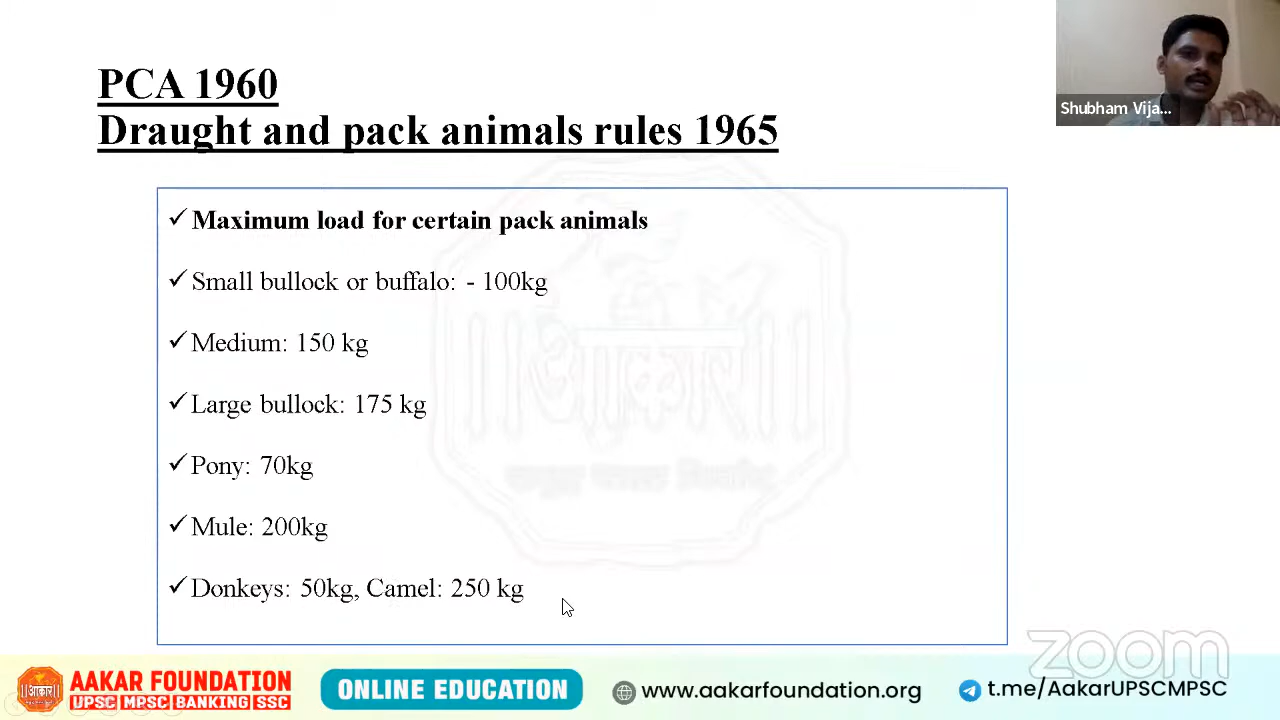 PCA 1960
Draught and pack animals rules 1965
Shubham Vija...
✓ Maximum load for certain pack animals
✓ Small bullock or buffalo: - 100kg
✓ Medium: 150 kg
✓ Large bullock: 175 kg
✓ Pony: 70kg
✓ Mule: 200kg
✓ Donkeys: 50kg, Camel: 250 kg
॥आकार॥
zoom
॥आकार॥
AAKAR FOUNDATION
UPSC MPSC BANKING SSC
ONLINE EDUCATION
www.aakarfoundation.org
t.me/AakarUPSCMPSC